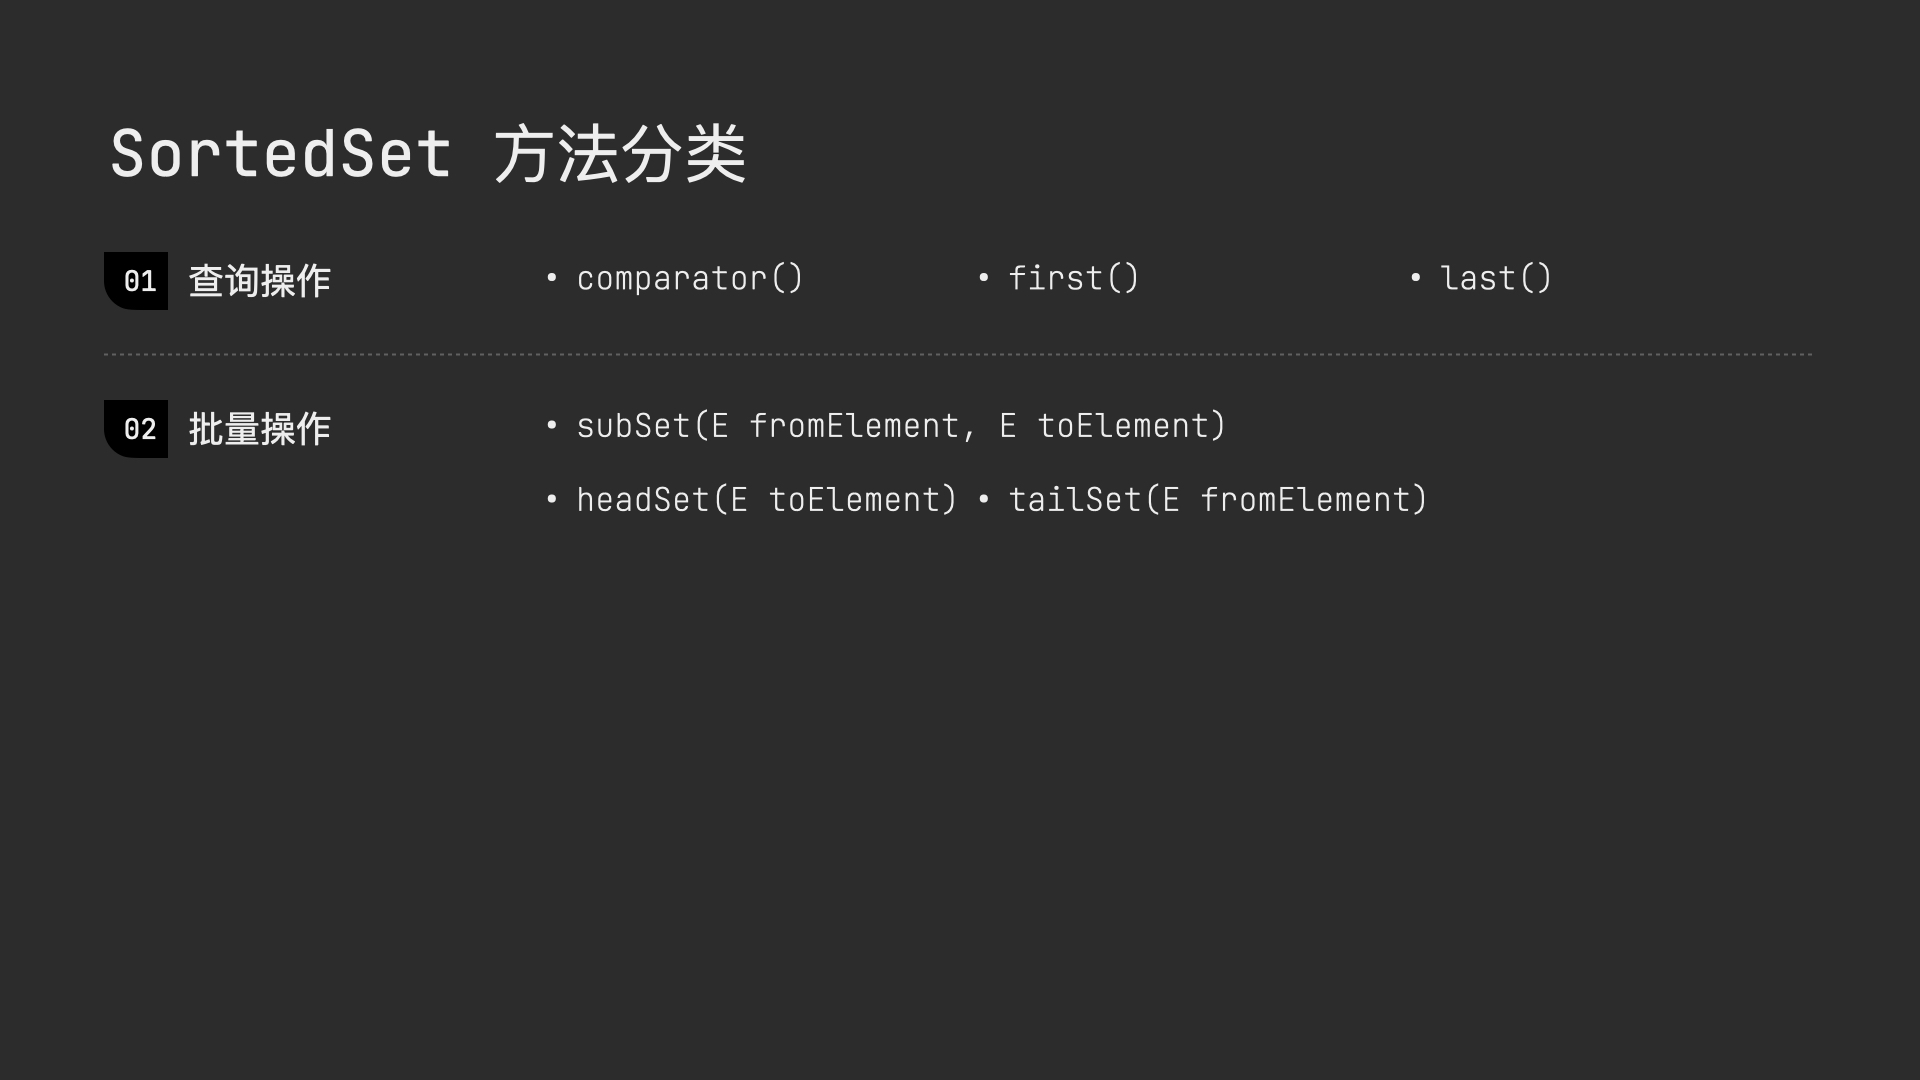 SortedSet 方法分类
01 查询操作 • comparator() • first() • last()
02 批量操作 • subSet(E fromElement, E toElement)
• headSet(E toElement) • tailSet(E fromElement)